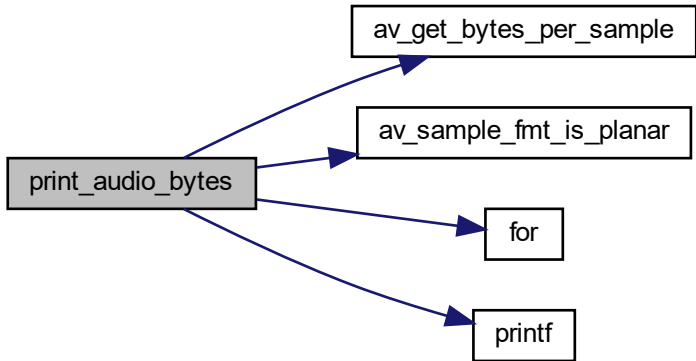 av_get_bytes_per_sample
av_sample_fmt_is_planar
print_audio_bytes
for
printf